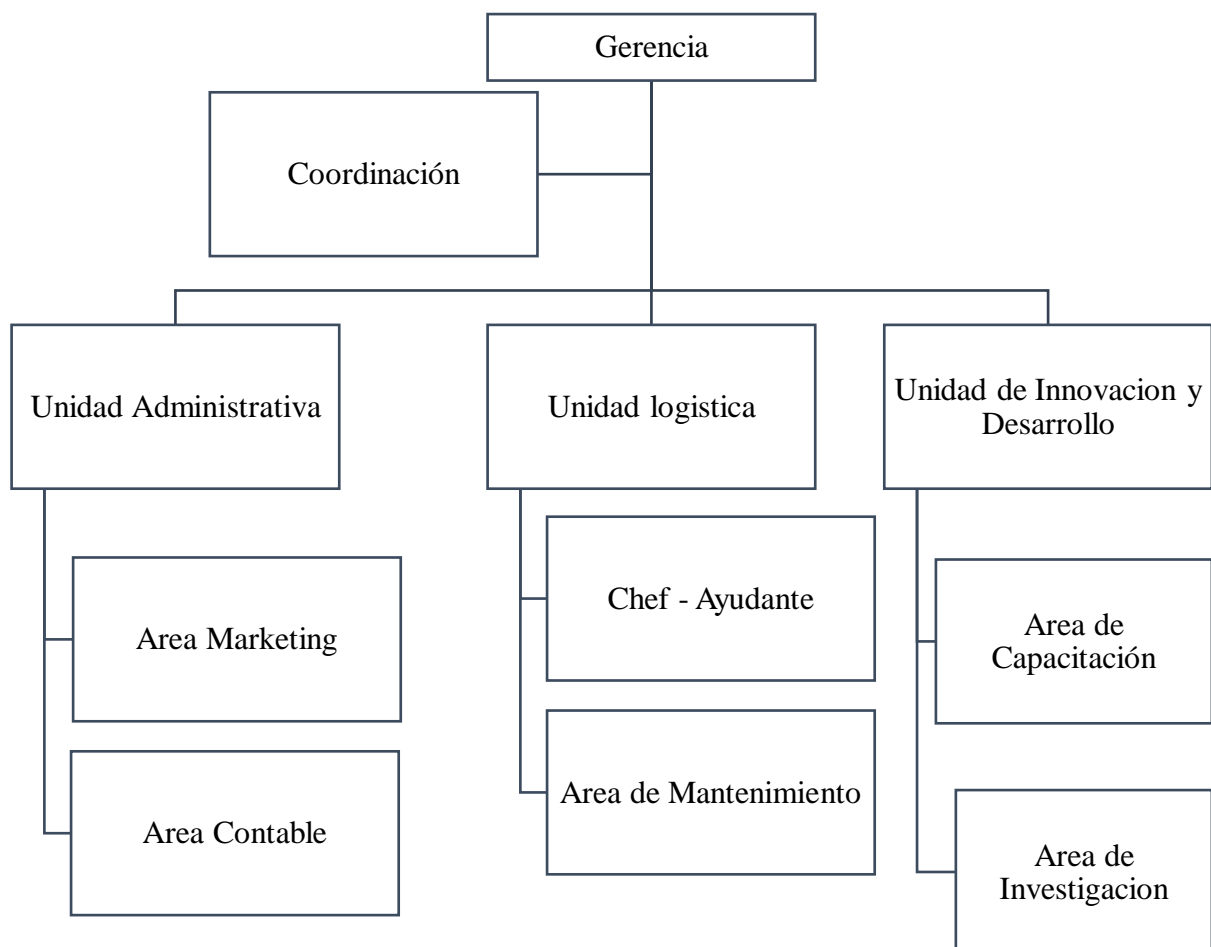 Gerencia
Coordinación
Unidad Administrativa
Unidad logistica
Unidad de Innovacion y
Desarrollo
Area Marketing
Area Contable
Chef - Ayudante
Area de Mantenimiento
Area de
Capacitación
Area de
Investigacion